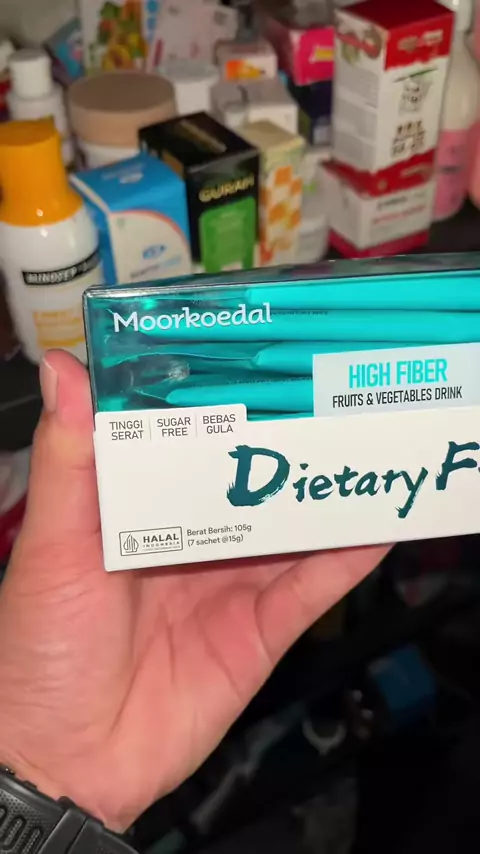 Moorkoedal
HIGH FIBER
FRUITS & VEGETABLES DRINK
TINGGI SERAT
SUGAR FREE
BEBAS GULA
Dietary F
HALAL
INDONESIA
Berat Bersih: 105g
(7 sachet @15g)